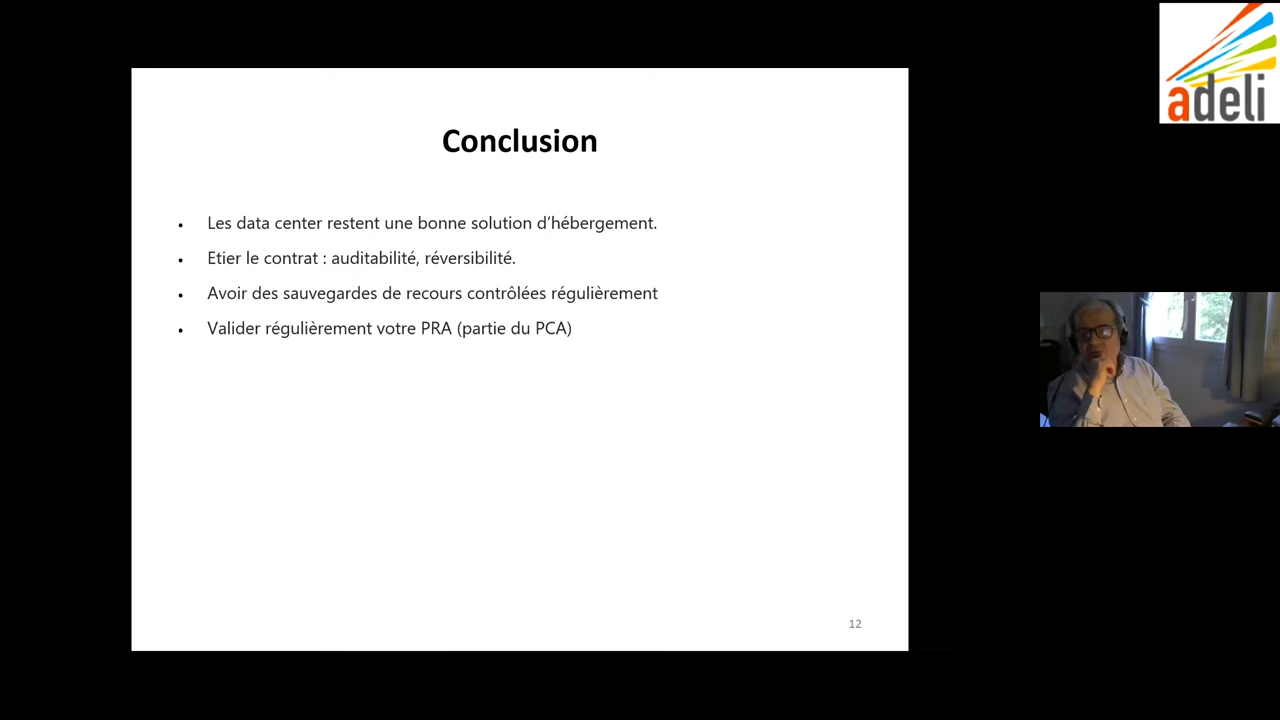 adeli
Conclusion
• Les data center restent une bonne solution d’hébergement.
• Etier le contrat : auditabilité, réversibilité.
• Avoir des sauvegardes de recours contrôlées régulièrement
• Valider régulièrement votre PRA (partie du PCA)
12